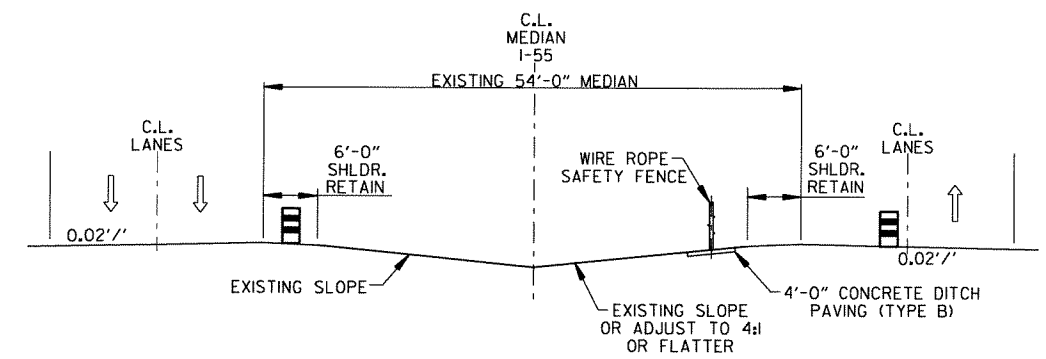 C.L.
MEDIAN
I-55
EXISTING 54'-0" MEDIAN
C.L.
LANES
6'-0"
SHLDR.
RETAIN
WIRE ROPE
SAFETY FENCE
6'-0"
SHLDR.
RETAIN
C.L.
LANES
0.02'/'
0.02'/'
EXISTING SLOPE
EXISTING SLOPE
OR ADJUST TO 4:1
OR FLATTER
4'-0" CONCRETE DITCH
PAVING (TYPE B)